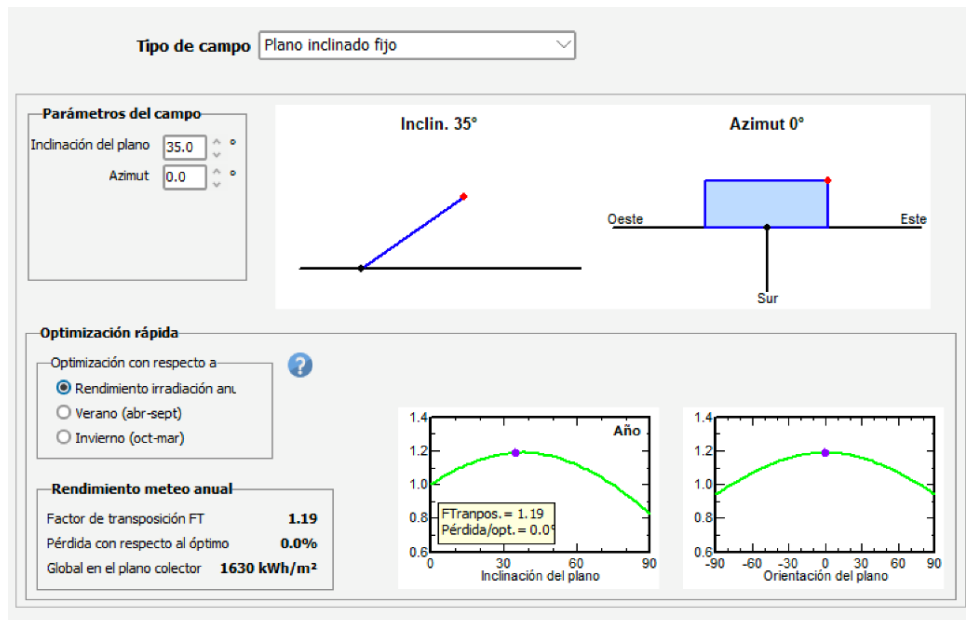 Tipo de campo Plano inclinado fijo
Parámetros del campo
Inclinación del plano 35.0 °
Azimut 0.0 °
Inclin. 35°
Azimut 0°
Oeste
Este
Sur
Optimización rápida
Optimización con respecto a
Rendimiento irradiación anu
Verano (abr-sept)
Invierno (oct-mar)
?
Rendimiento meteo anual
Factor de transposición FT 1.19
Pérdida con respecto al óptimo 0.0%
Global en el plano colector 1630 kWh/m²
Año
1.4
1.2
1.0
0.8
0.6
FTranpos. = 1.19
Pérdida/opt. = 0.0°
0 30 60 90
Inclinación del plano
1.4
1.2
1.0
0.8
0.6
-90 -60 -30 0 30 60 90
Orientación del plano